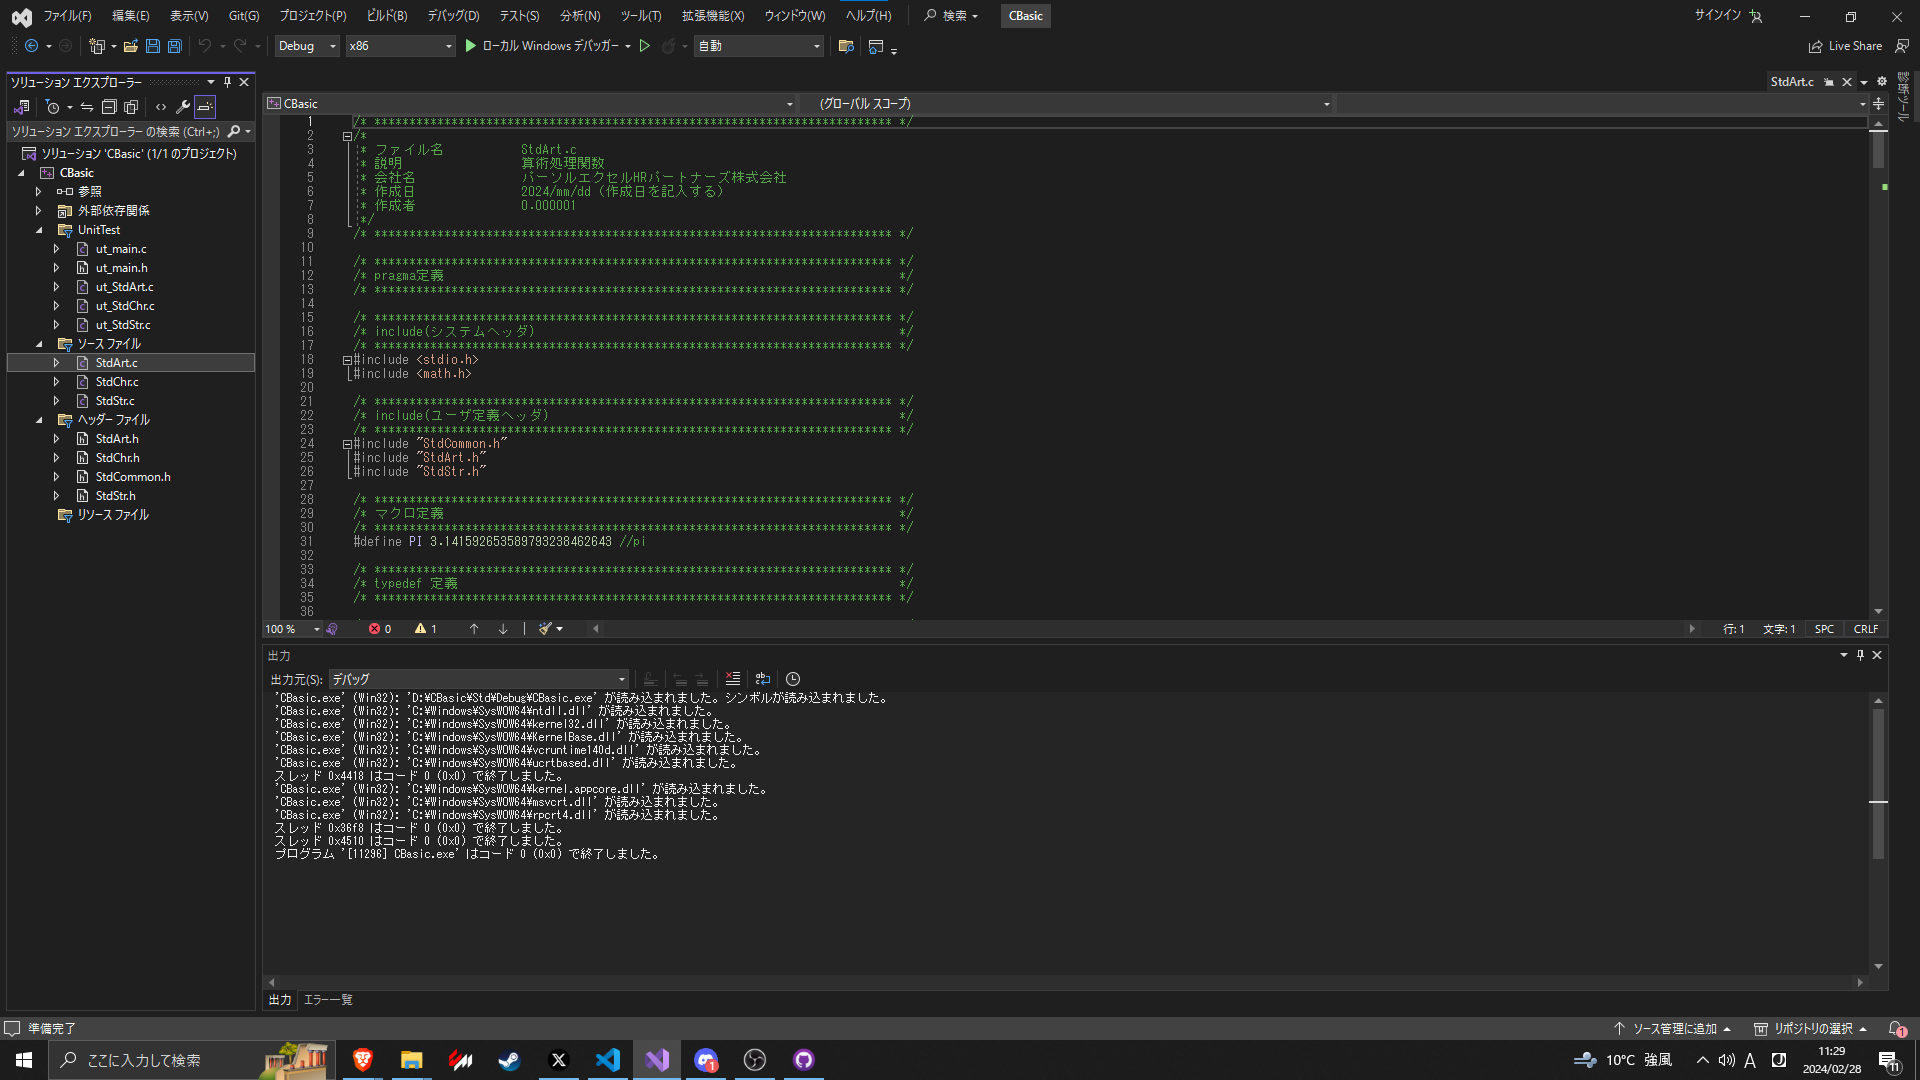 ファイル(F) 編集(E) 表示(V) Git(G) プロジェクト(P) ビルド(B) デバッグ(D) テスト(S) 分析(N) ツール(T) 拡張機能(X) ウィンドウ(W) ヘルプ(H) 検索 CBasic サインイン
Debug x86 ローカル Windows デバッガー 自動 Live Share
ソリューション エクスプローラー
ソリューション エクスプローラー の検索 (Ctrl+;)
ソリューション 'CBasic' (1/1 のプロジェクト)
CBasic
参照
外部依存関係
UnitTest
ut_main.c
ut_main.h
ut_StdArt.c
ut_StdChr.c
ut_StdStr.c
ソース ファイル
StdArt.c
StdChr.c
StdStr.c
ヘッダー ファイル
StdArt.h
StdChr.h
StdCommon.h
StdStr.h
リソース ファイル
StdArt.c
診断ツール
CBasic (グローバル スコープ)
1 /* ************************************************************************** */
2 /*
3 * ファイル名 StdArt.c
4 * 説明 算術処理関数
5 * 会社名 パーソルエクセルHRパートナーズ株式会社
6 * 作成日 2024/mm/dd (作成日を記入する)
7 * 作成者 0.000001
8 */
9 /* ************************************************************************** */
10
11 /* ************************************************************************** */
12 /* pragma定義 */
13 /* ************************************************************************** */
14
15 /* ************************************************************************** */
16 /* include(システムヘッダ) */
17 /* ************************************************************************** */
18 #include <stdio.h>
19 #include <math.h>
20
21 /* ************************************************************************** */
22 /* include(ユーザ定義ヘッダ) */
23 /* ************************************************************************** */
24 #include "StdCommon.h"
25 #include "StdArt.h"
26 #include "StdStr.h"
27
28 /* ************************************************************************** */
29 /* マクロ定義 */
30 /* ************************************************************************** */
31 #define PI 3.141592653589793238462643 //pi
32
33 /* ************************************************************************** */
34 /* typedef 定義 */
35 /* ************************************************************************** */
36
100 % 0 1 行: 1 文字: 1 SPC CRLF
出力
出力元(S): デバッグ
'CBasic.exe' (Win32): 'D:\CBasic\Std\Debug\CBasic.exe' が読み込まれました。シンボルが読み込まれました。
'CBasic.exe' (Win32): 'C:\Windows\SysWOW64\ntdll.dll' が読み込まれました。
'CBasic.exe' (Win32): 'C:\Windows\SysWOW64\kernel32.dll' が読み込まれました。
'CBasic.exe' (Win32): 'C:\Windows\SysWOW64\KernelBase.dll' が読み込まれました。
'CBasic.exe' (Win32): 'C:\Windows\SysWOW64\vcruntime140d.dll' が読み込まれました。
'CBasic.exe' (Win32): 'C:\Windows\SysWOW64\ucrtbased.dll' が読み込まれました。
スレッド 0x4418 はコード 0 (0x0) で終了しました。
'CBasic.exe' (Win32): 'C:\Windows\SysWOW64\kernel.appcore.dll' が読み込まれました。
'CBasic.exe' (Win32): 'C:\Windows\SysWOW64\msvcrt.dll' が読み込まれました。
'CBasic.exe' (Win32): 'C:\Windows\SysWOW64\rpcrt4.dll' が読み込まれました。
スレッド 0x36f8 はコード 0 (0x0) で終了しました。
スレッド 0x4510 はコード 0 (0x0) で終了しました。
プログラム '[11296] CBasic.exe' はコード 0 (0x0) で終了しました。
出力 エラー一覧
準備完了 ソース管理に追加 リポジトリの選択 1
ここに入力して検索 1 10°C 強風 A 11:29
2024/02/28 11